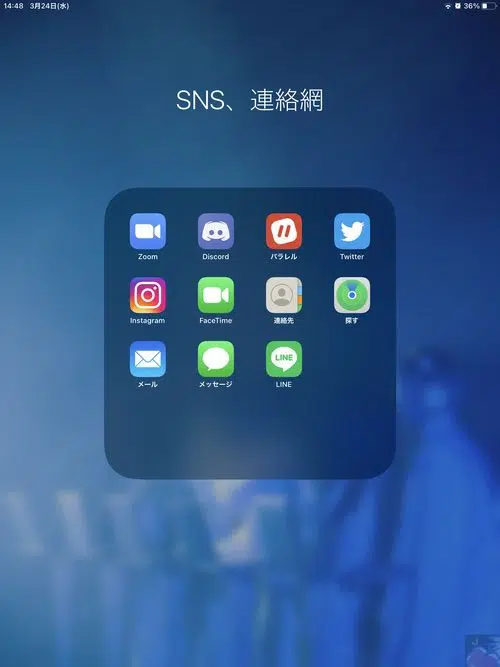 14:48 3月24日(水)
36%
SNS、連絡網
Zoom
Discord
パラレル
Twitter
Instagram
FaceTime
連絡先
探す
メール
メッセージ
LINE
LINE